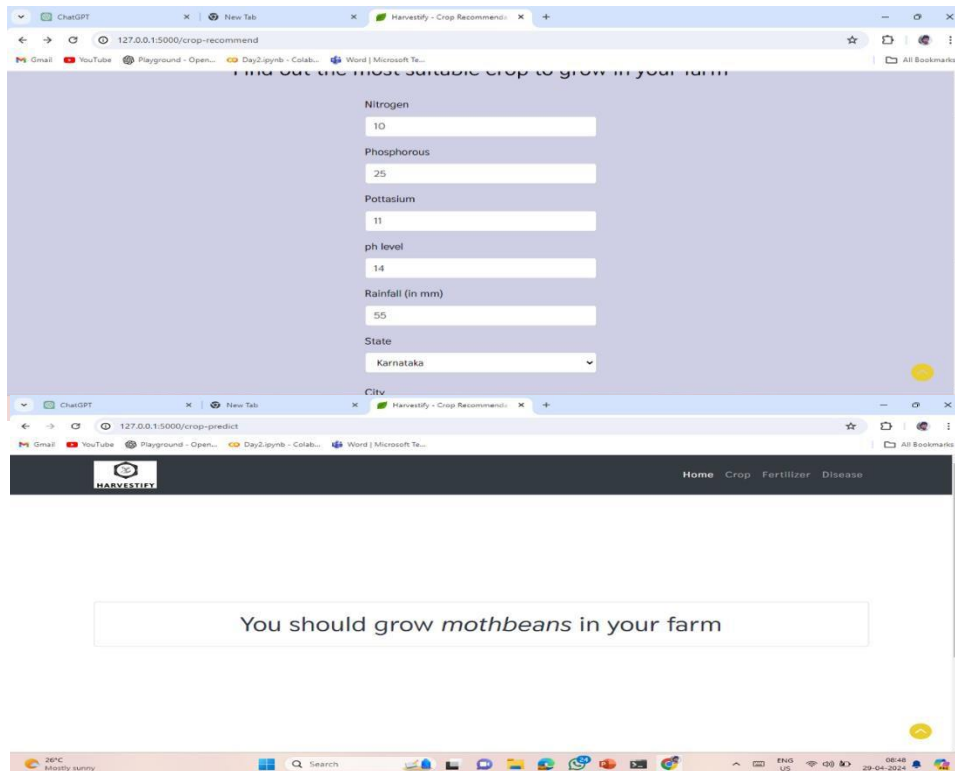 ChatGPT New Tab Harvestify - Crop Recommenda
127.0.0.1:5000/crop-recommend
Gmail YouTube Playground - Open... Day2.ipynb - Colab... Word | Microsoft Te... All Bookmarks
Find out the most suitable crop to grow in your farm
Nitrogen
10
Phosphorous
25
Pottasium
11
ph level
14
Rainfall (in mm)
55
State
Karnataka
City
ChatGPT New Tab Harvestify - Crop Recommenda
127.0.0.1:5000/crop-predict
Gmail YouTube Playground - Open... Day2.ipynb - Colab... Word | Microsoft Te... All Bookmarks
HARVESTIFY
Home Crop Fertilizer Disease
You should grow mothbeans in your farm
26°C
Mostly sunny
Search
ENG
US
08:48
29-04-2024